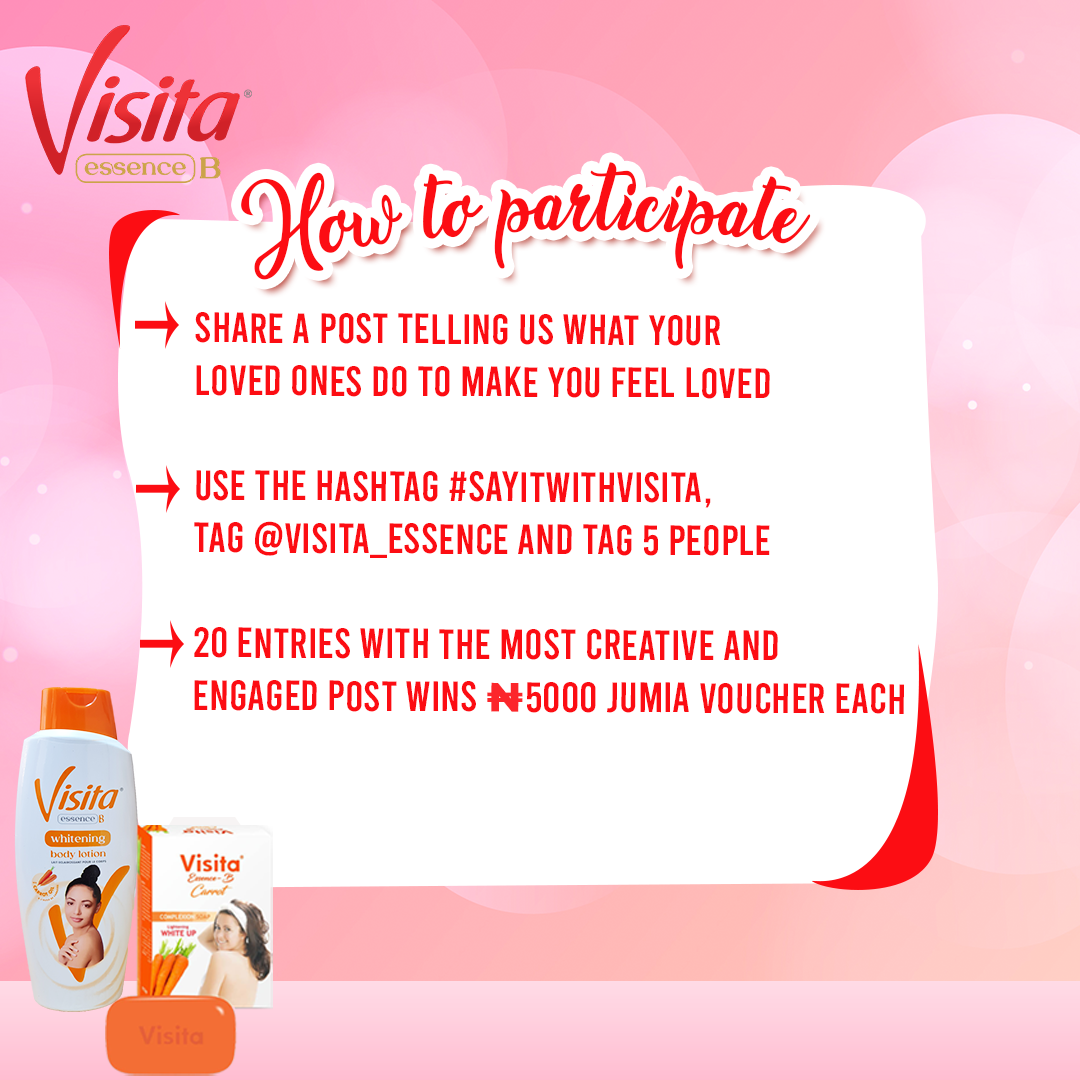 Visita®
essence B
How to participate
SHARE A POST TELLING US WHAT YOUR
LOVED ONES DO TO MAKE YOU FEEL LOVED
USE THE HASHTAG #SAYITWITHVISITA,
TAG @VISITA_ESSENCE AND TAG 5 PEOPLE
20 ENTRIES WITH THE MOST CREATIVE AND
ENGAGED POST WINS ₦5000 JUMIA VOUCHER EACH
Visita®
essence B
whitening
body lotion
Visita®
Essence-B
Carrot
COMPLEXION SOAP
Lightening
WHITE UP
Visita